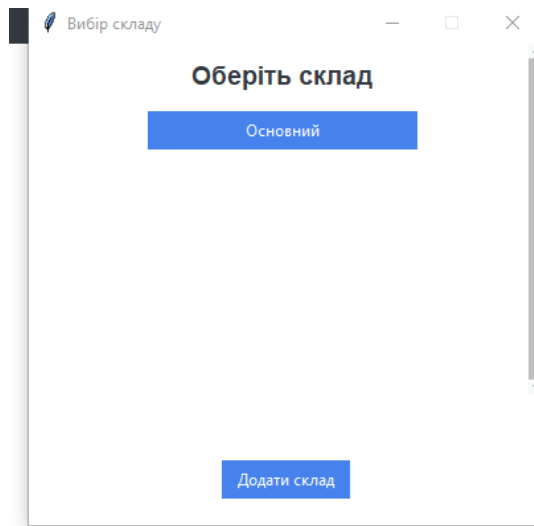 Вибір складу
Оберіть склад
Основний
Додати склад